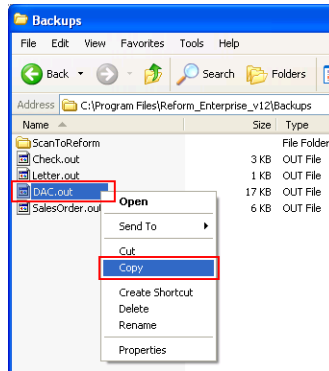 Backups
File Edit View Favorites Tools Help
Back Search Folders
Address C:\Program Files\Reform_Enterprise_v12\Backups
Name Size Type
ScanToReform File Folder
Check.out 3 KB OUT File
Letter.out 1 KB OUT File
DAC.out 17 KB OUT File
SalesOrder.out 6 KB OUT File
Open
Send To
Cut
Copy
Create Shortcut
Delete
Rename
Properties